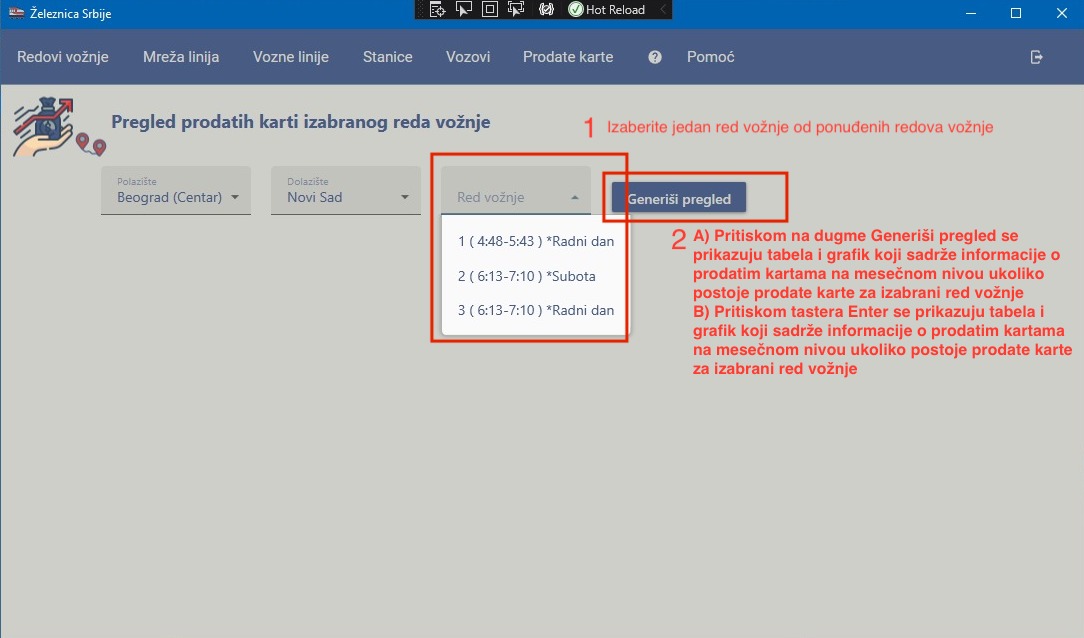 Železnica Srbije
Hot Reload
Redovi vožnje
Mreža linija
Vozne linije
Stanice
Vozovi
Prodate karte
Pomoć
Pregled prodatih karti izabranog reda vožnje
1 Izaberite jedan red vožnje od ponuđenih redova vožnje
Polazište
Beograd (Centar)
Dolazište
Novi Sad
Red vožnje
Generiši pregled
1 ( 4:48-5:43 ) *Radni dan
2 ( 6:13-7:10 ) *Subota
3 ( 6:13-7:10 ) *Radni dan
2 A) Pritiskom na dugme Generiši pregled se
prikazuju tabela i grafik koji sadrže informacije o
prodatim kartama na mesečnom nivou ukoliko
postoje prodate karte za izabrani red vožnje
B) Pritiskom tastera Enter se prikazuju tabela i
grafik koji sadrže informacije o prodatim kartama
na mesečnom nivou ukoliko postoje prodate karte
za izabrani red vožnje